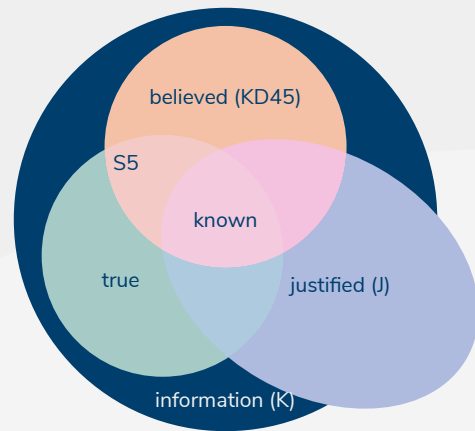 believed (KD45)
S5
known
true
justified (J)
information (K)